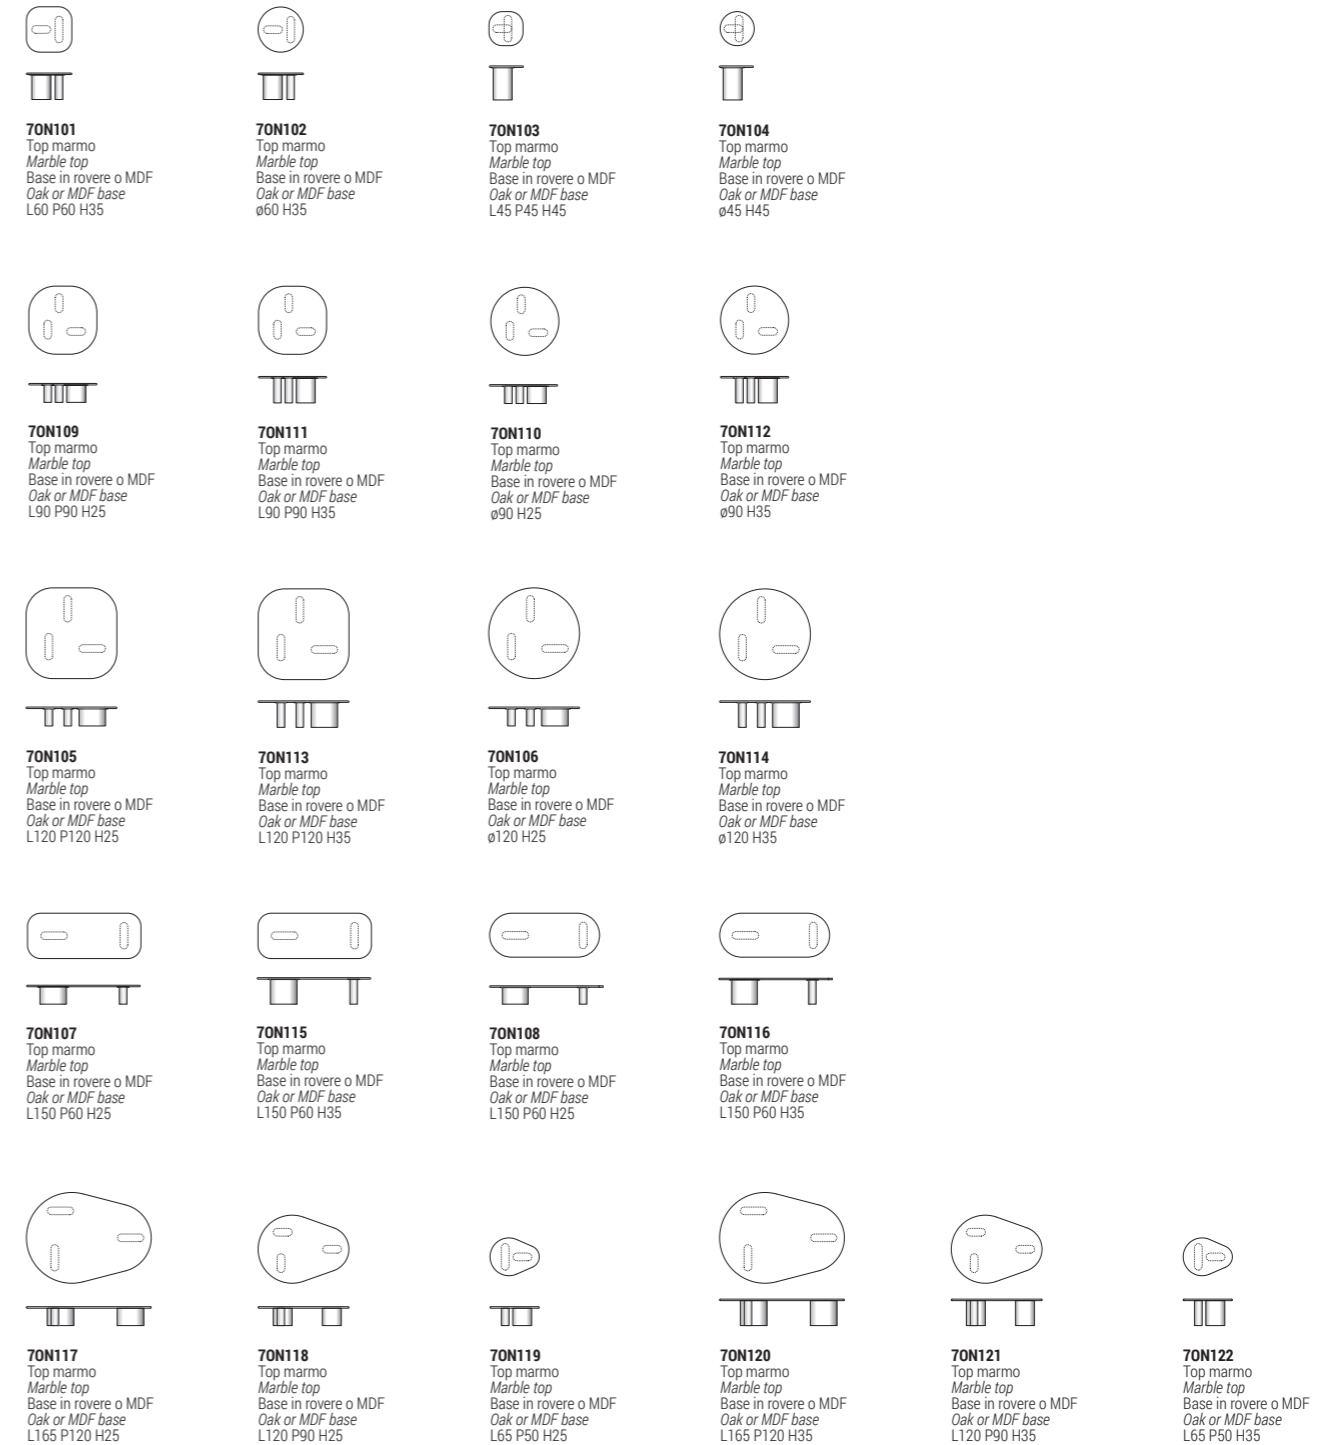 7ON101
Top marmo
Marble top
Base in rovere o MDF
Oak or MDF base
L60 P60 H35
7ON102
Top marmo
Marble top
Base in rovere o MDF
Oak or MDF base
ø60 H35
7ON103
Top marmo
Marble top
Base in rovere o MDF
Oak or MDF base
L45 P45 H45
7ON104
Top marmo
Marble top
Base in rovere o MDF
Oak or MDF base
ø45 H45
7ON109
Top marmo
Marble top
Base in rovere o MDF
Oak or MDF base
L90 P90 H25
7ON111
Top marmo
Marble top
Base in rovere o MDF
Oak or MDF base
L90 P90 H35
7ON110
Top marmo
Marble top
Base in rovere o MDF
Oak or MDF base
ø90 H25
7ON112
Top marmo
Marble top
Base in rovere o MDF
Oak or MDF base
ø90 H35
7ON105
Top marmo
Marble top
Base in rovere o MDF
Oak or MDF base
L120 P120 H25
7ON113
Top marmo
Marble top
Base in rovere o MDF
Oak or MDF base
L120 P120 H35
7ON106
Top marmo
Marble top
Base in rovere o MDF
Oak or MDF base
ø120 H25
7ON114
Top marmo
Marble top
Base in rovere o MDF
Oak or MDF base
ø120 H35
7ON107
Top marmo
Marble top
Base in rovere o MDF
Oak or MDF base
L150 P60 H25
7ON115
Top marmo
Marble top
Base in rovere o MDF
Oak or MDF base
L150 P60 H35
7ON108
Top marmo
Marble top
Base in rovere o MDF
Oak or MDF base
L150 P60 H25
7ON116
Top marmo
Marble top
Base in rovere o MDF
Oak or MDF base
L150 P60 H35
7ON117
Top marmo
Marble top
Base in rovere o MDF
Oak or MDF base
L165 P120 H25
7ON118
Top marmo
Marble top
Base in rovere o MDF
Oak or MDF base
L120 P90 H25
7ON119
Top marmo
Marble top
Base in rovere o MDF
Oak or MDF base
L65 P50 H25
7ON120
Top marmo
Marble top
Base in rovere o MDF
Oak or MDF base
L165 P120 H35
7ON121
Top marmo
Marble top
Base in rovere o MDF
Oak or MDF base
L120 P90 H35
7ON122
Top marmo
Marble top
Base in rovere o MDF
Oak or MDF base
L65 P50 H35